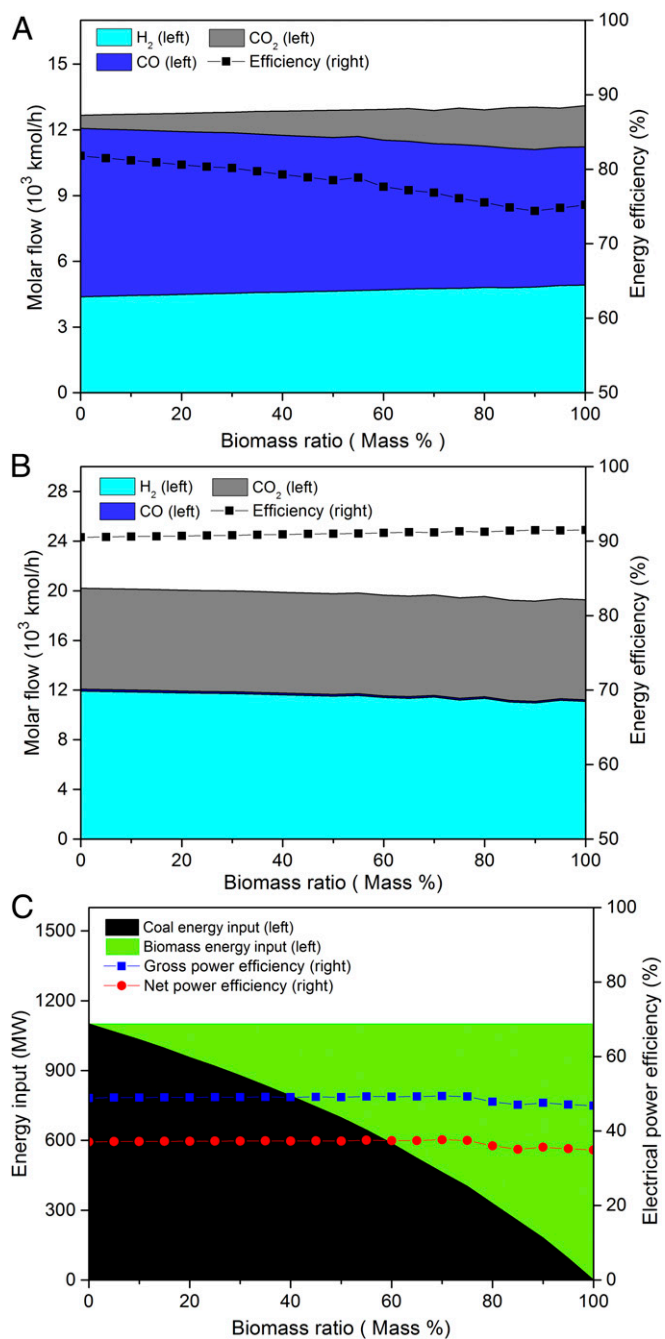 A
H₂ (left)
CO₂ (left)
CO (left)
Efficiency (right)
Molar flow (10³ kmol/h)
15
12
9
6
3
0
100
90
80
70
60
50
Energy efficiency (%)
0
20
40
60
80
100
Biomass ratio ( Mass % )
B
H₂ (left)
CO₂ (left)
CO (left)
Efficiency (right)
Molar flow (10³ kmol/h)
28
24
20
16
12
8
4
0
100
90
80
70
60
50
Energy efficiency (%)
0
20
40
60
80
100
Biomass ratio ( Mass %)
C
Coal energy input (left)
Biomass energy input (left)
Gross power efficiency (right)
Net power efficiency (right)
Energy input (MW)
1500
1200
900
600
300
0
100
80
60
40
20
0
Electrical power efficiency (%)
0
20
40
60
80
100
Biomass ratio ( Mass %)